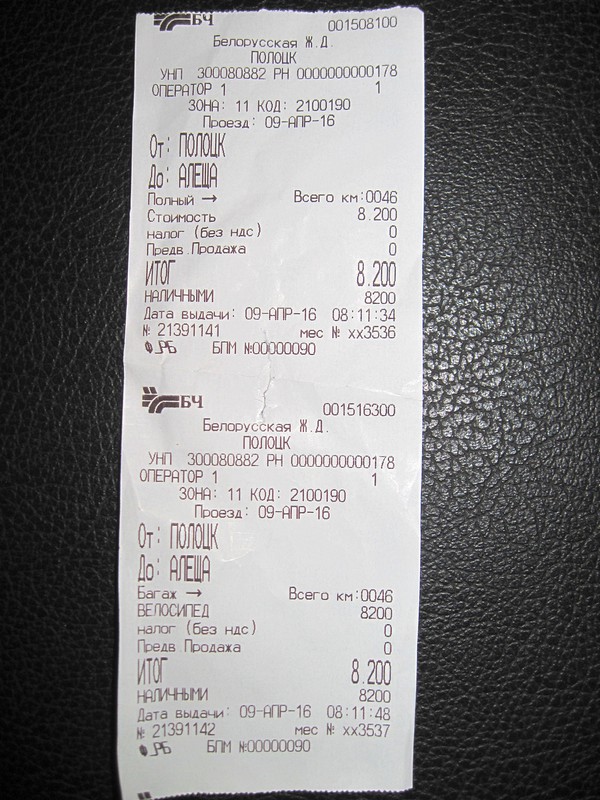 БЧ 001508100
Белорусская Ж.Д.
ПОЛОЦК
УНП 300080882 РН 0000000000178
ОПЕРАТОР 1 1
ЗОНА: 11 КОД: 2100190
Проезд: 09-АПР-16
От: ПОЛОЦК
До: АЛЕЩА
Полный → Всего км:0046
Стоимость 8.200
налог (без ндс) 0
Предв.Продажа 0
ИТОГ 8.200
НАЛИЧНЫМИ 8200
Дата выдачи: 09-АПР-16 08:11:34
№ 21391141 мес № xx3536
РБ БПМ №00000090
БЧ 001516300
Белорусская Ж.Д.
ПОЛОЦК
УНП 300080882 РН 0000000000178
ОПЕРАТОР 1 1
ЗОНА: 11 КОД: 2100190
Проезд: 09-АПР-16
От: ПОЛОЦК
До: АЛЕЩА
Багаж → Всего км:0046
ВЕЛОСИПЕД 8200
налог (без ндс) 0
Предв.Продажа 0
ИТОГ 8.200
НАЛИЧНЫМИ 8200
Дата выдачи: 09-АПР-16 08:11:48
№ 21391142 мес № xx3537
РБ БПМ №00000090